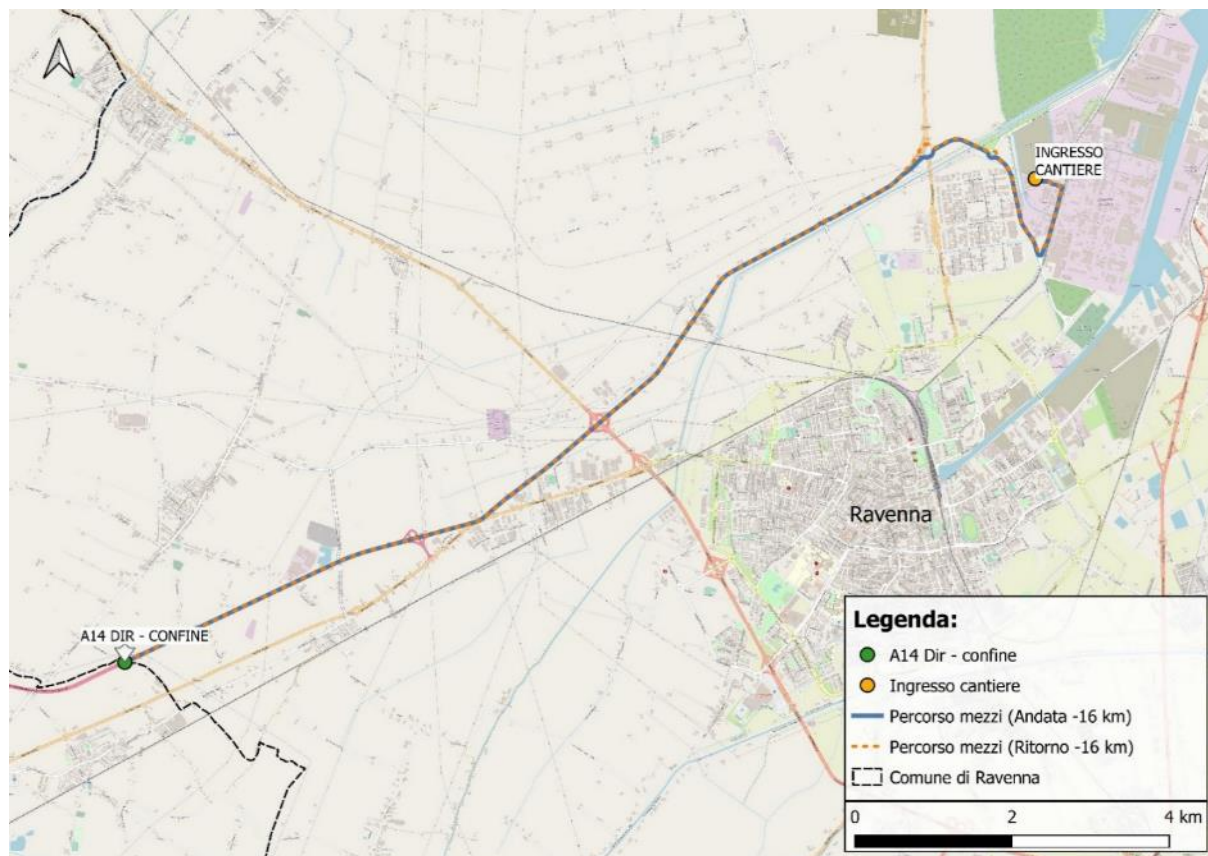 INGRESSO
CANTIERE
Ravenna
A14 DIR - CONFINE
Legenda:
A14 Dir - confine
Ingresso cantiere
Percorso mezzi (Andata -16 km)
Percorso mezzi (Ritorno -16 km)
Comune di Ravenna
0 2 4 km